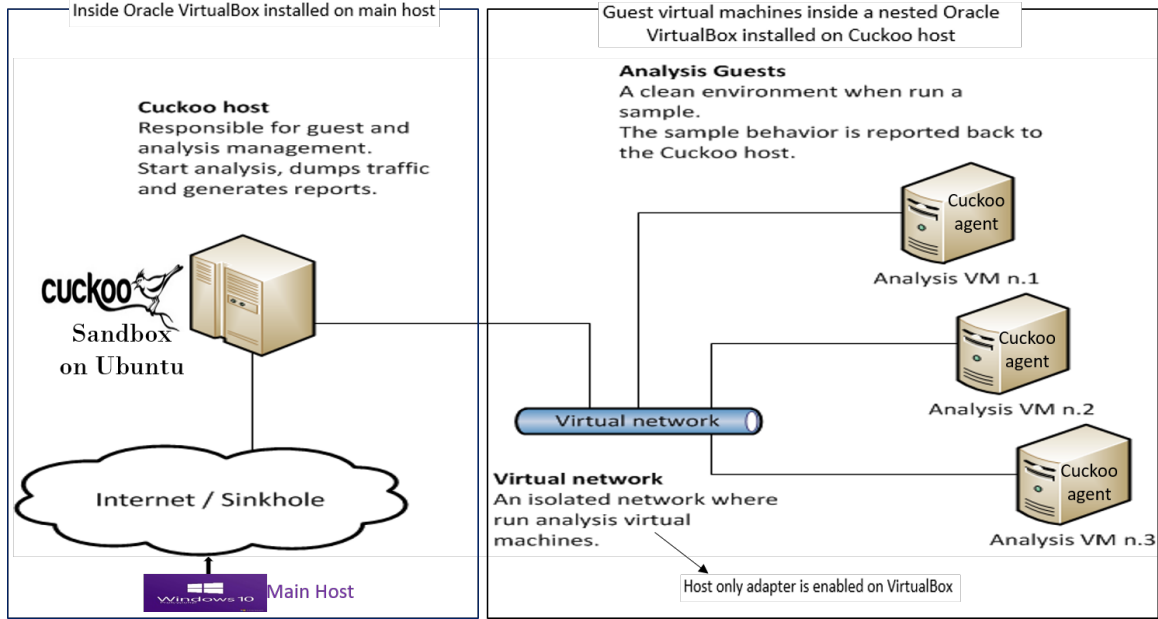 Inside Oracle VirtualBox installed on main host
Guest virtual machines inside a nested Oracle
VirtualBox installed on Cuckoo host
Cuckoo host
Responsible for guest and
analysis management.
Start analysis, dumps traffic
and generates reports.
cuckoo
Sandbox
on Ubuntu
Internet / Sinkhole
Windows 10
Main Host
Analysis Guests
A clean environment when run a
sample.
The sample behavior is reported back to
the Cuckoo host.
Cuckoo
agent
Analysis VM n.1
Cuckoo
agent
Analysis VM n.2
Cuckoo
agent
Analysis VM n.3
Virtual network
Virtual network
An isolated network where
run analysis virtual
machines.
Host only adapter is enabled on VirtualBox